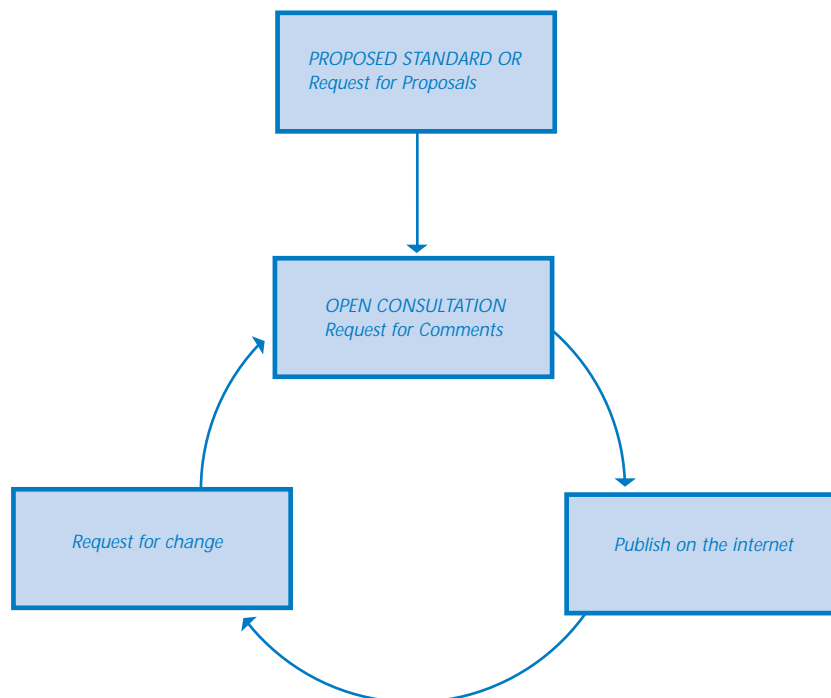 PROPOSED STANDARD OR
Request for Proposals
OPEN CONSULTATION
Request for Comments
Request for change
Publish on the internet